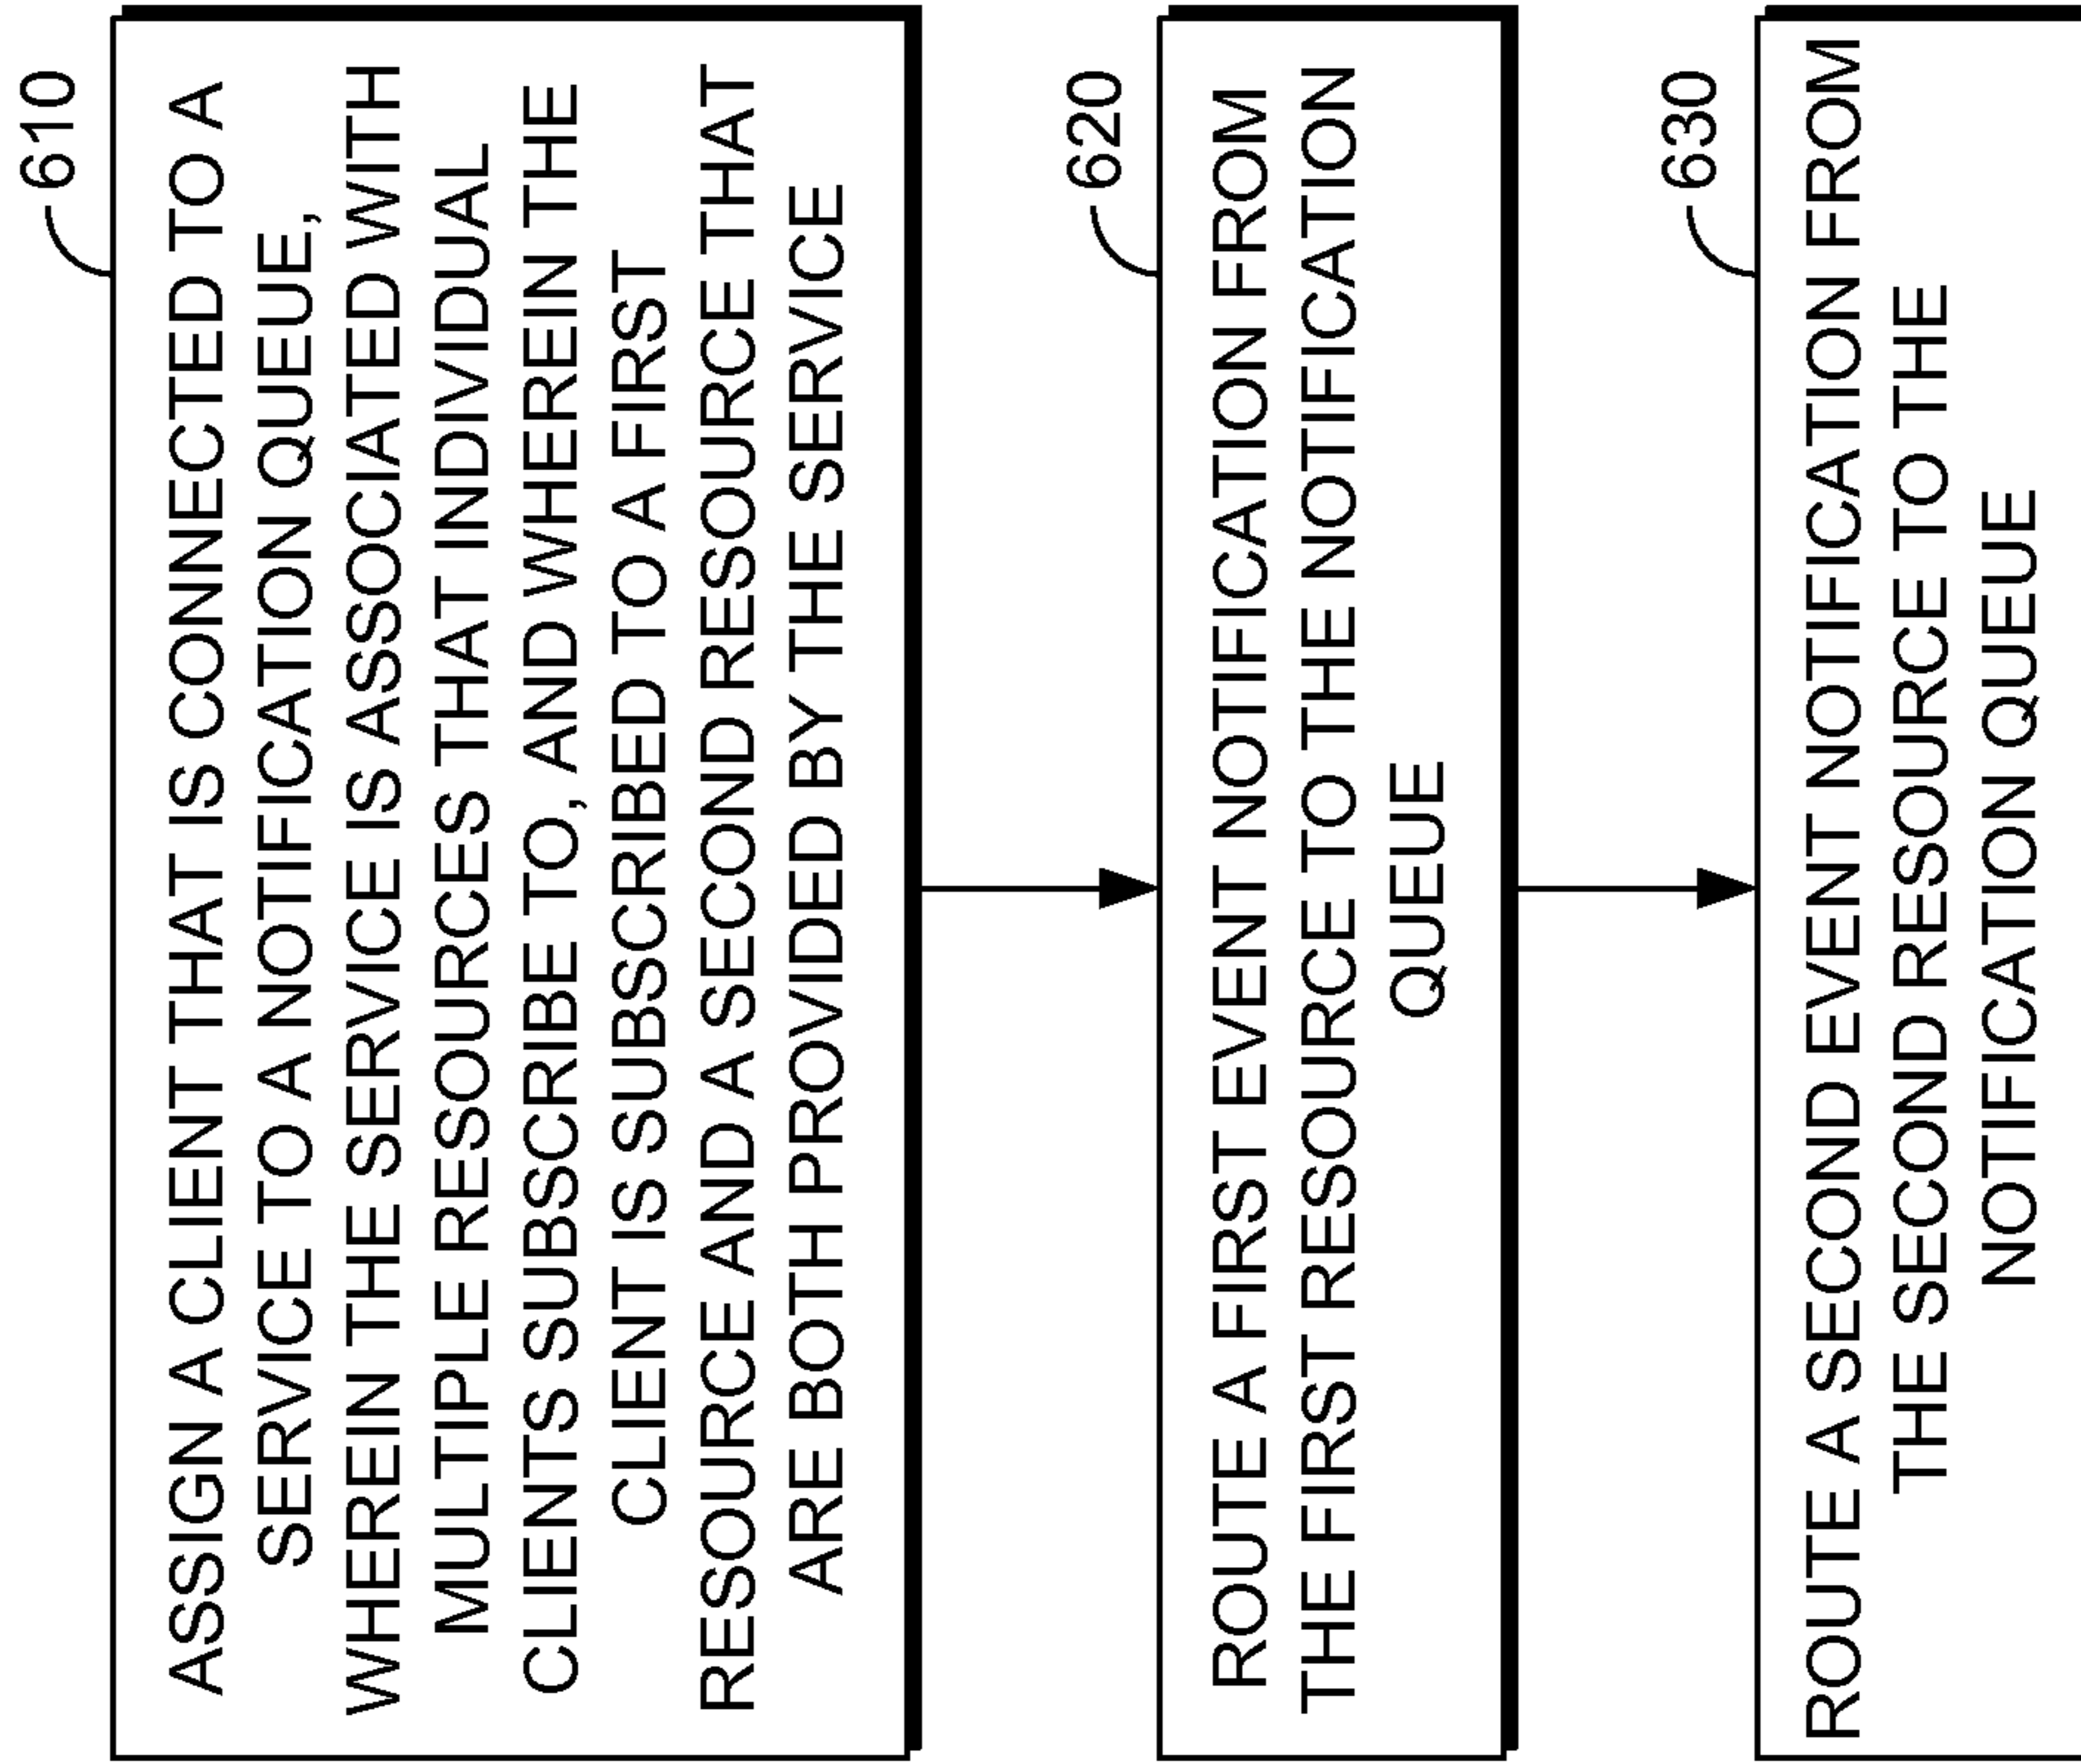 610
ASSIGN A CLIENT THAT IS CONNECTED TO A
SERVICE TO A NOTIFICATION QUEUE,
WHEREIN THE SERVICE IS ASSOCIATED WITH
MULTIPLE RESOURCES THAT INDIVIDUAL
CLIENTS SUBSCRIBE TO, AND WHEREIN THE
CLIENT IS SUBSCRIBED TO A FIRST
RESOURCE AND A SECOND RESOURCE THAT
ARE BOTH PROVIDED BY THE SERVICE
620
ROUTE A FIRST EVENT NOTIFICATION FROM
THE FIRST RESOURCE TO THE NOTIFICATION
QUEUE
630
ROUTE A SECOND EVENT NOTIFICATION FROM
THE SECOND RESOURCE TO THE
NOTIFICATION QUEUE